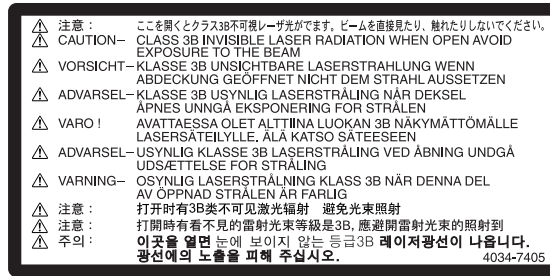 注意： ここを開くとクラス3B不可視レーザ光がでます。ビームを直接見たり、触れたりしないでください。
CAUTION– CLASS 3B INVISIBLE LASER RADIATION WHEN OPEN AVOID
EXPOSURE TO THE BEAM
VORSICHT–KLASSE 3B UNSICHTBARE LASERSTRAHLUNG WENN
ABDECKUNG GEÖFFNET NICHT DEM STRAHL AUSSETZEN
ADVARSEL–KLASSE 3B USYNLIG LASERSTRÅLING NÅR DEKSEL
ÅPNES UNNGÅ EKSPONERING FOR STRÅLEN
VARO ! AVATTAESSA OLET ALTTIINA LUOKAN 3B NÄKYMÄTTÖMÄLLE
LASERSÄTEILYLLE. ÄLÄ KATSO SÄTEESEEN
ADVARSEL–USYNLIG KLASSE 3B LASERSTRÅLING VED ÅBNING UNDGÅ
UDSÆTTELSE FOR STRÅLING
VARNING– OSYNLIG LASERSTRÅLNING KLASS 3B NÄR DENNA DEL
AV ÖPPNAD STRÅLEN ÄR FARLIG
注意： 打开时有3B类不可见激光辐射 避免光束照射
注意： 打開時有看不見的雷射光束等級是3B, 應避開雷射光束的照射到
주의： 이곳을 열면 눈에 보이지 않는 등급3B 레이저광선이 나옵니다.
광선에의 노출을 피해 주십시오. 4034-7405